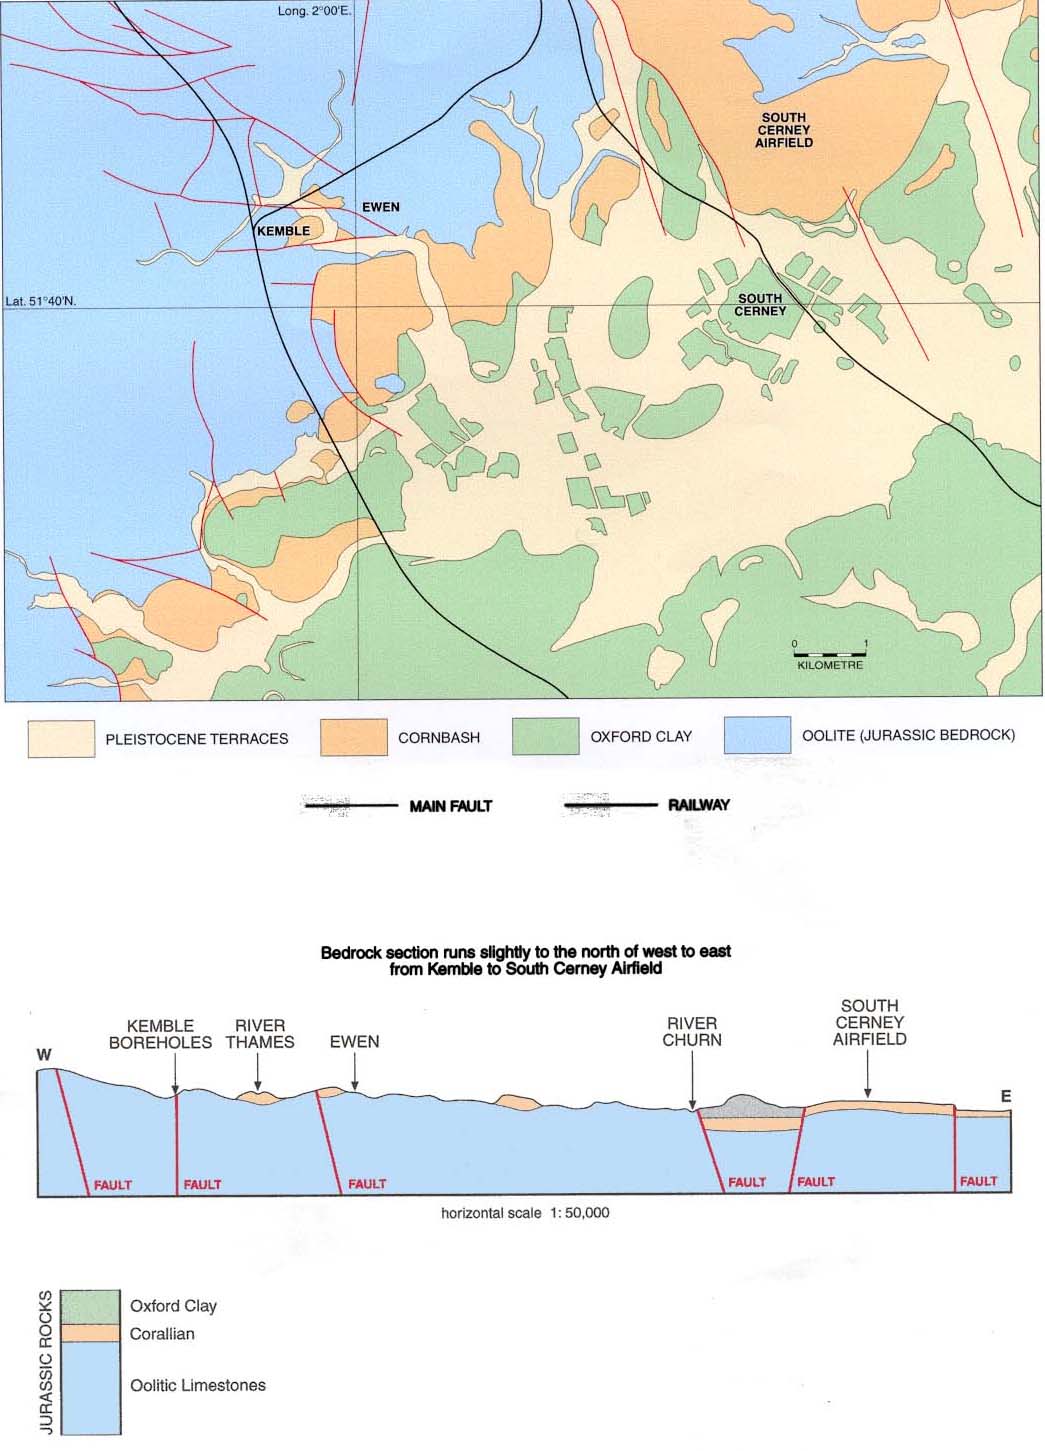 Long. 2°00'E.
SOUTH
CERNEY
AIRFIELD
EWEN
KEMBLE
Lat. 51°40'N.
SOUTH
CERNEY
0 1
KILOMETRE
PLEISTOCENE TERRACES
CORNBASH
OXFORD CLAY
OOLITE (JURASSIC BEDROCK)
MAIN FAULT
RAILWAY
Bedrock section runs slightly to the north of west to east
from Kemble to South Cerney Airfield
W
KEMBLE
BOREHOLES
RIVER
THAMES
EWEN
RIVER
CHURN
SOUTH
CERNEY
AIRFIELD
E
FAULT
FAULT
FAULT
FAULT
FAULT
FAULT
horizontal scale 1: 50,000
JURASSIC ROCKS
Oxford Clay
Corallian
Oolitic Limestones